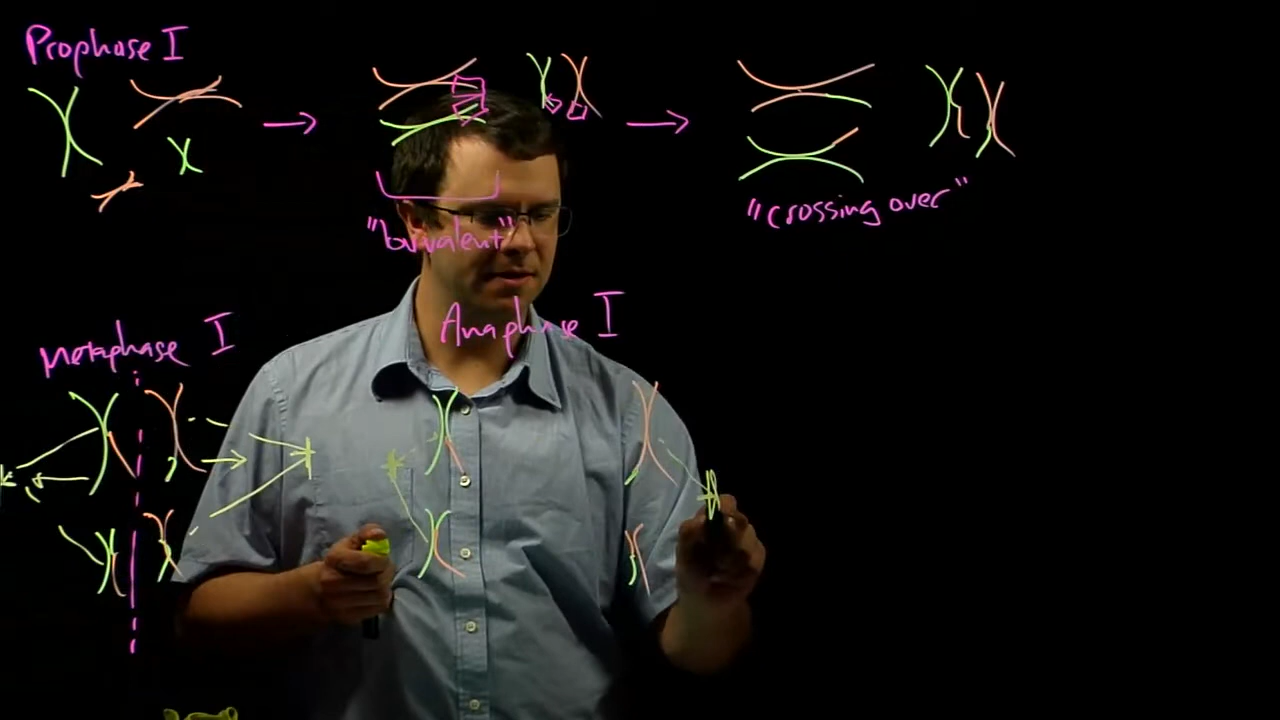 Prophase I
"bivalent"
"crossing over"
Metaphase I
Anaphase I